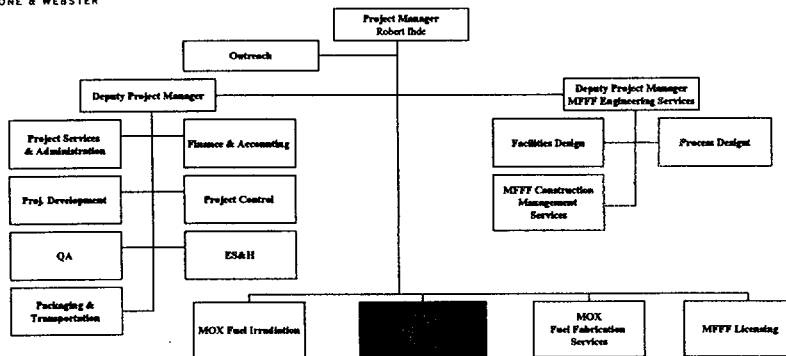 ONE & WEBSTER
Project Manager
Robert Ihde
Outreach
Deputy Project Manager
Deputy Project Manager
MFFF Engineering Services
Project Services
& Administration
Finance & Accounting
Facilities Design
Process Design†
Proj. Development
Project Control
MFFF Construction
Management
Services
QA
ES&H
Packaging &
Transportation
MOX Fuel Irradiation
MOX
Fuel Fabrication
Services
MFFF Licensing